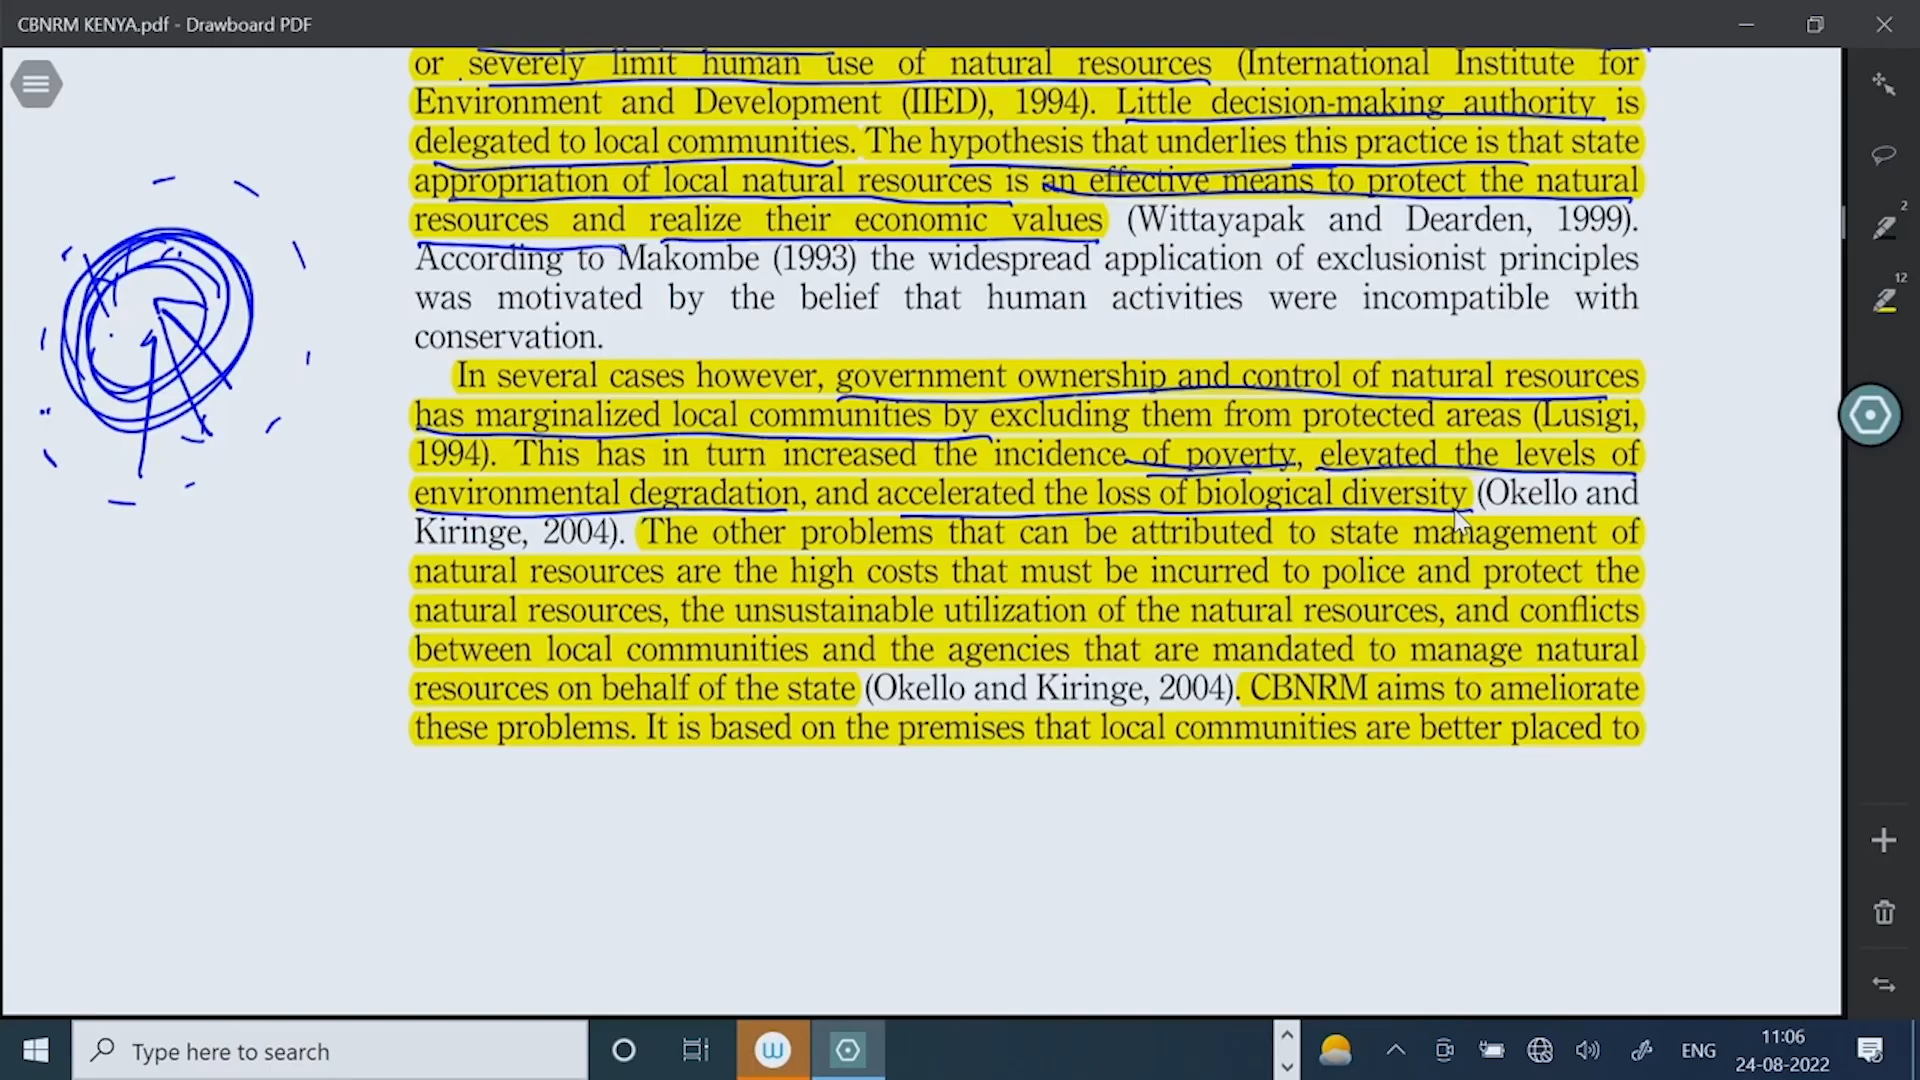 CBNRM KENYA.pdf - Drawboard PDF
or severely limit human use of natural resources (International Institute for
Environment and Development (IIED), 1994). Little decision-making authority is
delegated to local communities. The hypothesis that underlies this practice is that state
appropriation of local natural resources is an effective means to protect the natural
resources and realize their economic values (Wittayapak and Dearden, 1999).
According to Makombe (1993) the widespread application of exclusionist principles
was motivated by the belief that human activities were incompatible with
conservation.
In several cases however, government ownership and control of natural resources
has marginalized local communities by excluding them from protected areas (Lusigi,
1994). This has in turn increased the incidence of poverty, elevated the levels of
environmental degradation, and accelerated the loss of biological diversity (Okello and
Kiringe, 2004). The other problems that can be attributed to state management of
natural resources are the high costs that must be incurred to police and protect the
natural resources, the unsustainable utilization of the natural resources, and conflicts
between local communities and the agencies that are mandated to manage natural
resources on behalf of the state (Okello and Kiringe, 2004). CBNRM aims to ameliorate
these problems. It is based on the premises that local communities are better placed to
2
12
Type here to search
ENG
11:06
24-08-2022